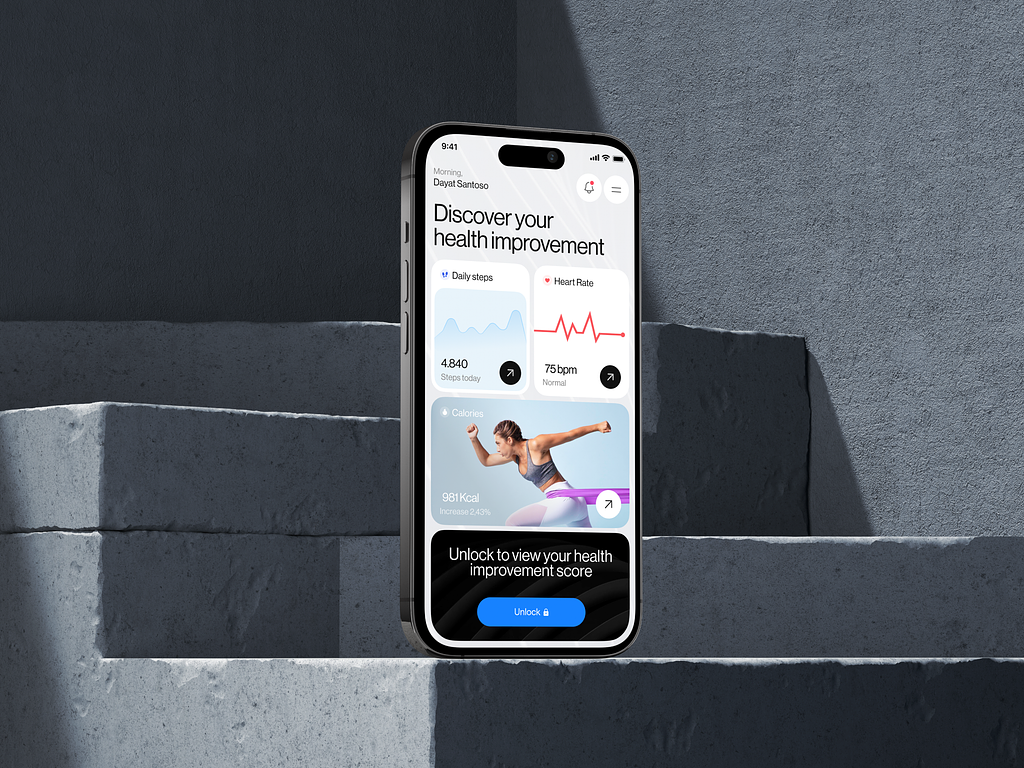 9:41
Morning,
Dayat Santoso
Discover your
health improvement
Daily steps
4.840
Steps today
Heart Rate
75 bpm
Normal
Calories
981 Kcal
Increase 2,43%
Unlock to view your health
improvement score
Unlock